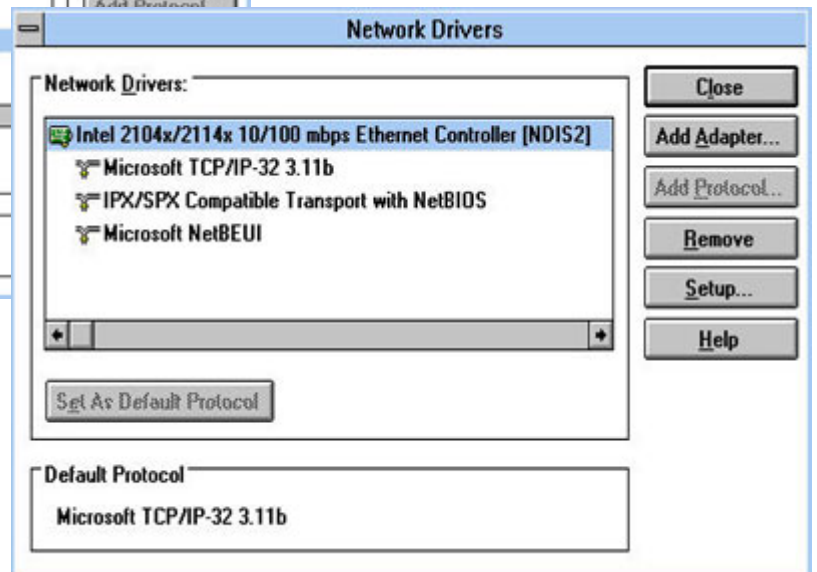 Add Protocol...
Network Drivers
Network Drivers:
Intel 2104x/2114x 10/100 mbps Ethernet Controller [NDIS2]
Microsoft TCP/IP-32 3.11b
IPX/SPX Compatible Transport with NetBIOS
Microsoft NetBEUI
Set As Default Protocol
Default Protocol
Microsoft TCP/IP-32 3.11b
Close
Add Adapter...
Add Protocol...
Remove
Setup...
Help